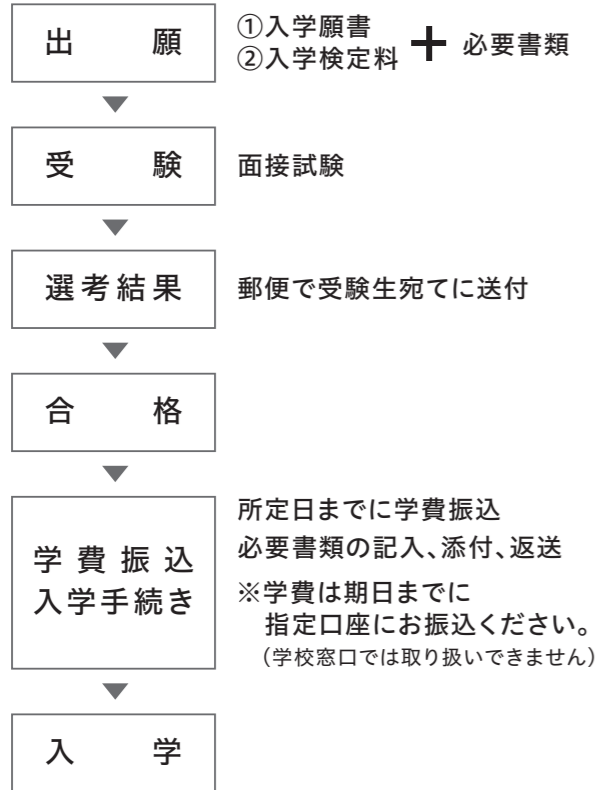 出　願
①入学願書
②入学検定料 ＋ 必要書類
受　験
面接試験
選考結果
郵便で受験生宛てに送付
合　格
学費振込
入学手続き
所定日までに学費振込
必要書類の記入、添付、返送
※学費は期日までに
指定口座にお振込ください。
（学校窓口では取り扱いできません）
入　学